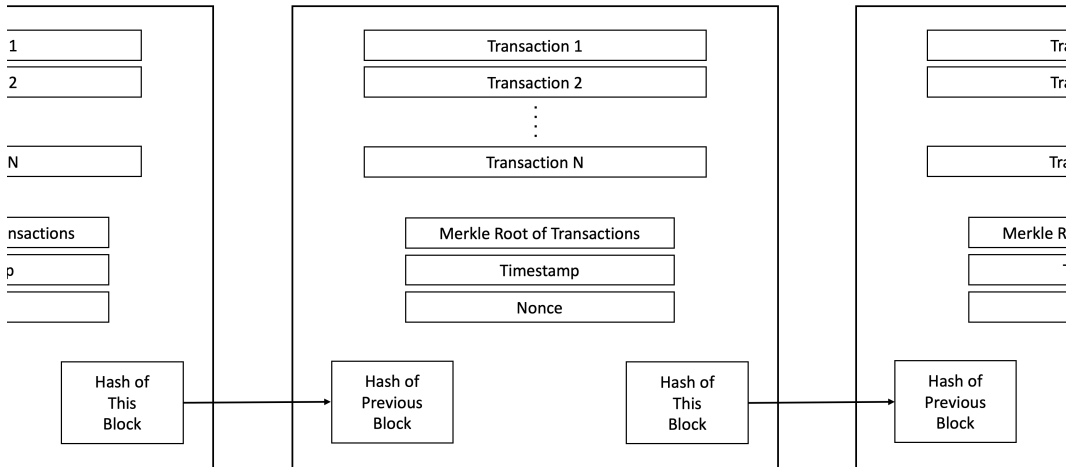 1
2
N
nsactions
p
Hash of
This
Block
Transaction 1
Transaction 2
Transaction N
Merkle Root of Transactions
Timestamp
Nonce
Hash of
Previous
Block
Hash of
This
Block
Tra
Tra
Tra
Merkle R
T
Hash of
Previous
Block